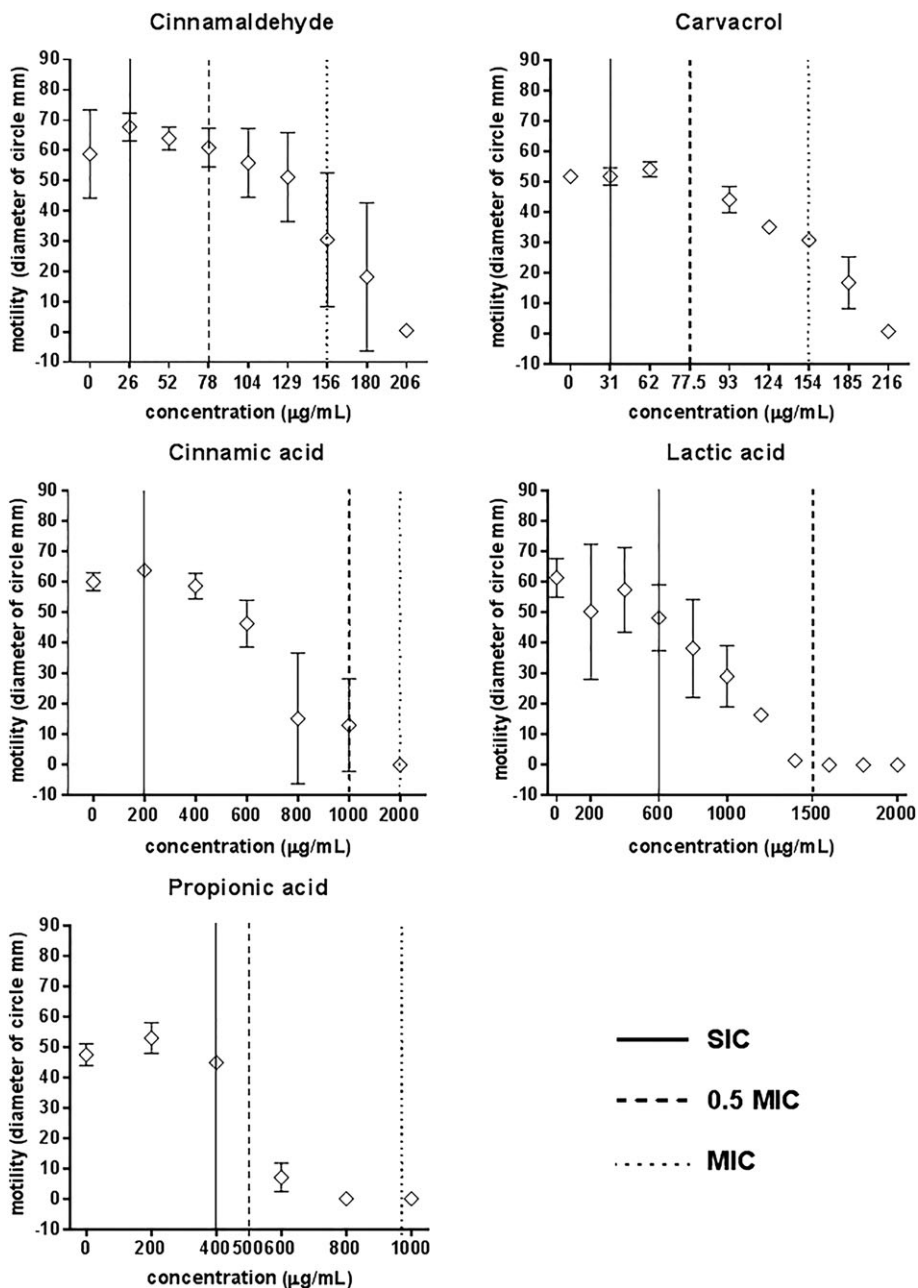 Cinnamaldehyde
motility (diameter of circle mm)
90
80
70
60
50
40
30
20
10
0
-10
0 26 52 78 104 129 156 180 206
concentration (μg/mL)
Carvacrol
motility (diameter of circle mm)
90
80
70
60
50
40
30
20
10
0
-10
0 31 62 77.5 93 124 154 185 216
concentration (μg/mL)
Cinnamic acid
motility (diameter of circle mm)
90
80
70
60
50
40
30
20
10
0
-10
0 200 400 600 800 1000 2000
concentration (μg/mL)
Lactic acid
motility (diameter of circle mm)
90
80
70
60
50
40
30
20
10
0
-10
0 200 600 1000 1500 2000
concentration (μg/mL)
Propionic acid
motility (diameter of circle mm)
90
80
70
60
50
40
30
20
10
0
-10
0 200 400 500 600 800 1000
concentration (μg/mL)
SIC
0.5 MIC
MIC